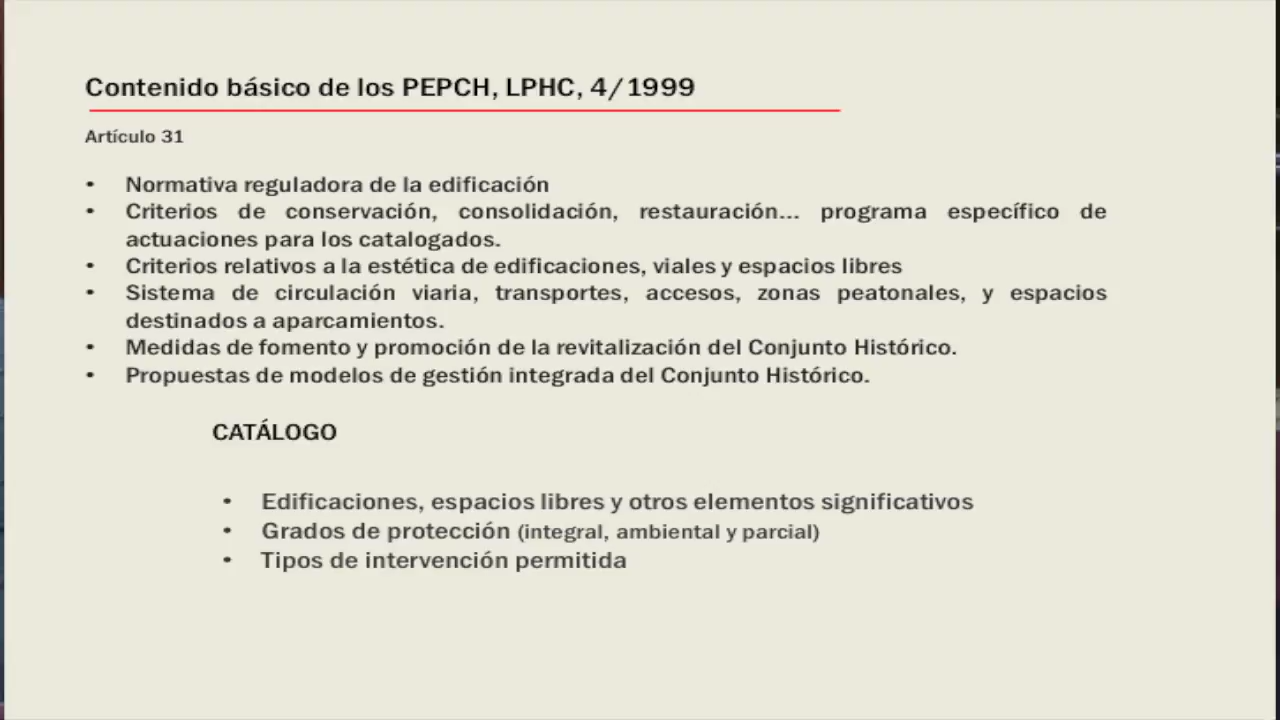 Contenido básico de los PEPCH, LPHC, 4/1999
Artículo 31
• Normativa reguladora de la edificación
• Criterios de conservación, consolidación, restauración... programa específico de
actuaciones para los catalogados.
• Criterios relativos a la estética de edificaciones, viales y espacios libres
• Sistema de circulación viaria, transportes, accesos, zonas peatonales, y espacios
destinados a aparcamientos.
• Medidas de fomento y promoción de la revitalización del Conjunto Histórico.
• Propuestas de modelos de gestión integrada del Conjunto Histórico.
CATÁLOGO
• Edificaciones, espacios libres y otros elementos significativos
• Grados de protección (integral, ambiental y parcial)
• Tipos de intervención permitida